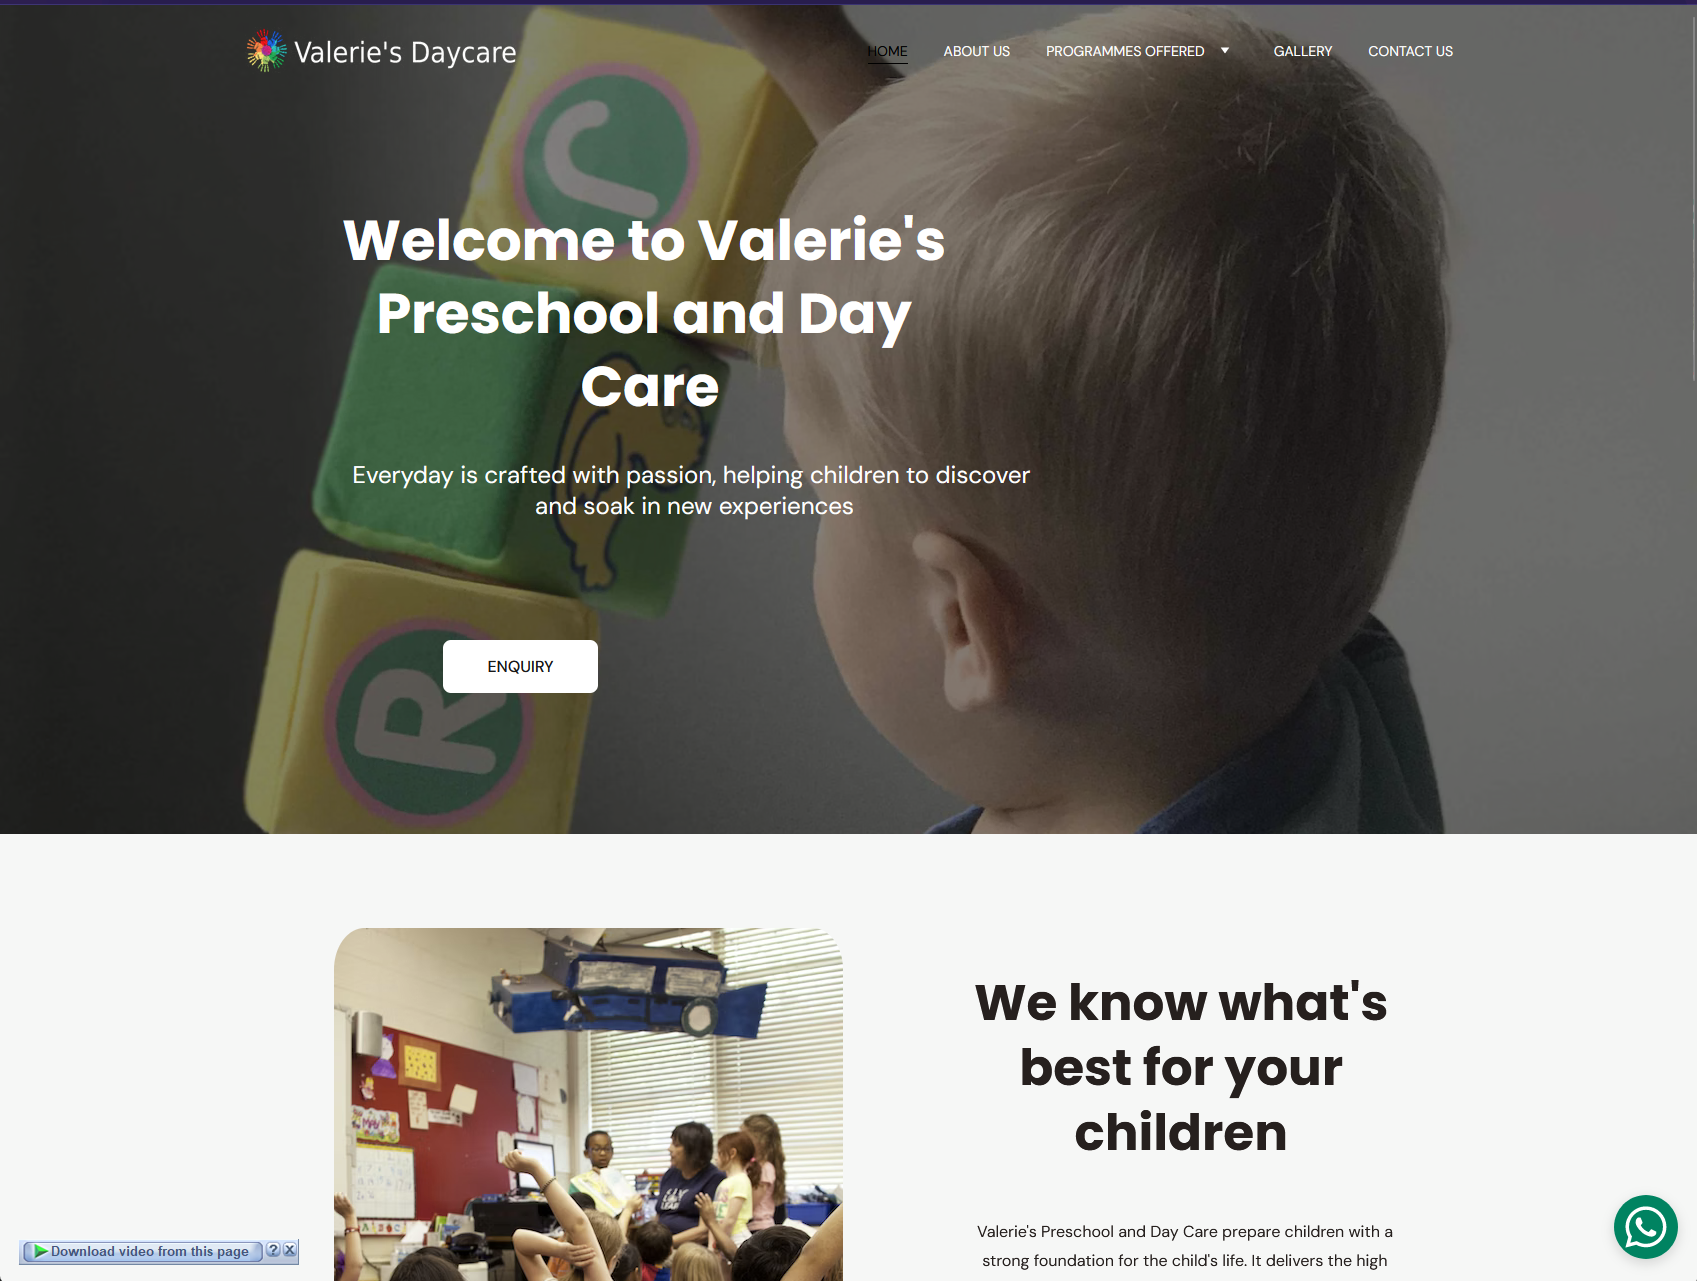 Valerie's Daycare
HOME
ABOUT US
PROGRAMMES OFFERED
GALLERY
CONTACT US
Welcome to Valerie's
Preschool and Day
Care
Everyday is crafted with passion, helping children to discover
and soak in new experiences
ENQUIRY
R
We know what's
best for your
children
Valerie's Preschool and Day Care prepare children with a
strong foundation for the child's life. It delivers the high
Download video from this page
?
X